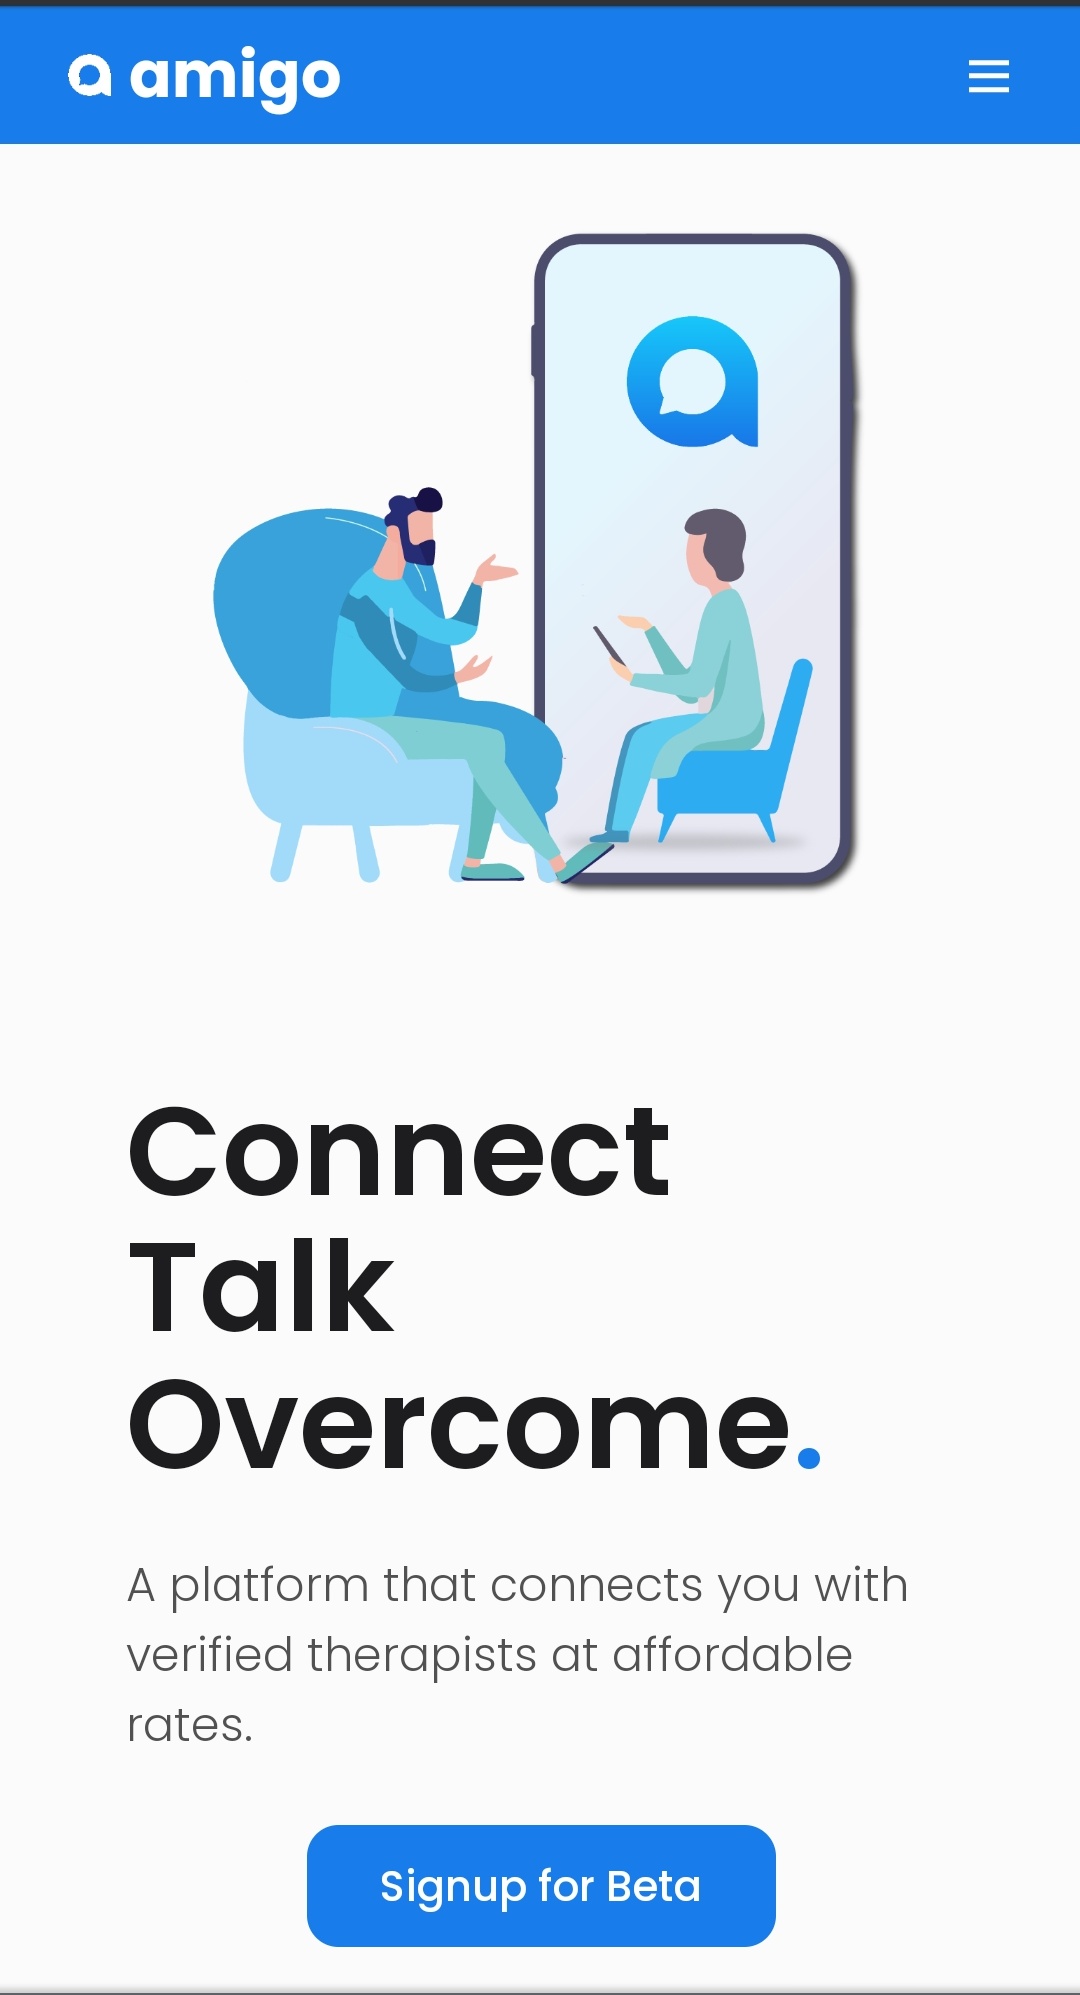 amigo
Connect
Talk
Overcome.
A platform that connects you with
verified therapists at affordable
rates.
Signup for Beta